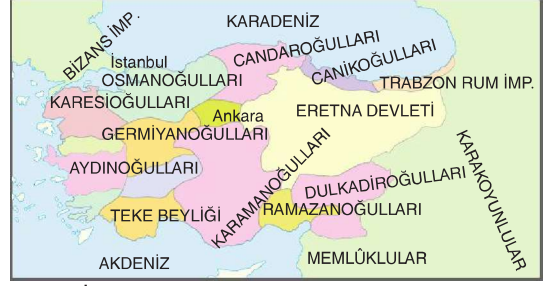 KARADENİZ
BİZANS İMP.
CANDAROĞULLARI
İstanbul
CANİKOĞULLARI
OSMANOĞULLARI
TRABZON RUM İMP.
KARESİOĞULLARI
Ankara
ERETNA DEVLETİ
GERMİYANOĞULLARI
AYDINOĞULLARI
KARAMANOĞULLARI
KARAKOYUNLULAR
DULKADİROĞULLARI
TEKE BEYLİĞİ
RAMAZANOĞULLARI
AKDENİZ
MEMLÛKLULAR